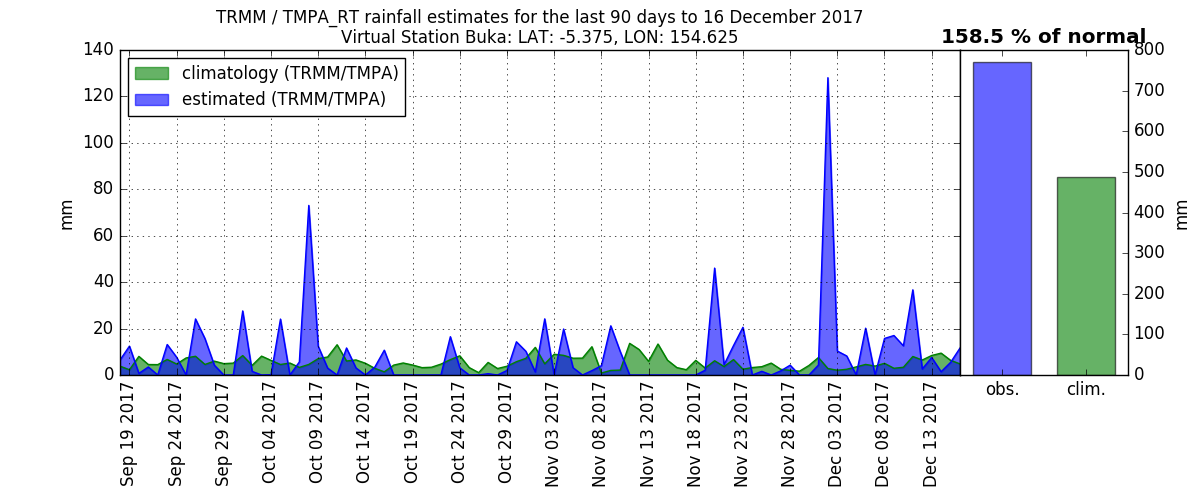 TRMM / TMPA_RT rainfall estimates for the last 90 days to 16 December 2017
Virtual Station Buka: LAT: -5.375, LON: 154.625
158.5 % of normal
climatology (TRMM/TMPA)
estimated (TRMM/TMPA)
mm
140
120
100
80
60
40
20
0
Sep 19 2017
Sep 24 2017
Sep 29 2017
Oct 04 2017
Oct 09 2017
Oct 14 2017
Oct 19 2017
Oct 24 2017
Oct 29 2017
Nov 03 2017
Nov 08 2017
Nov 13 2017
Nov 18 2017
Nov 23 2017
Nov 28 2017
Dec 03 2017
Dec 08 2017
Dec 13 2017
800
700
600
500
400
300
200
100
0
mm
obs.
clim.